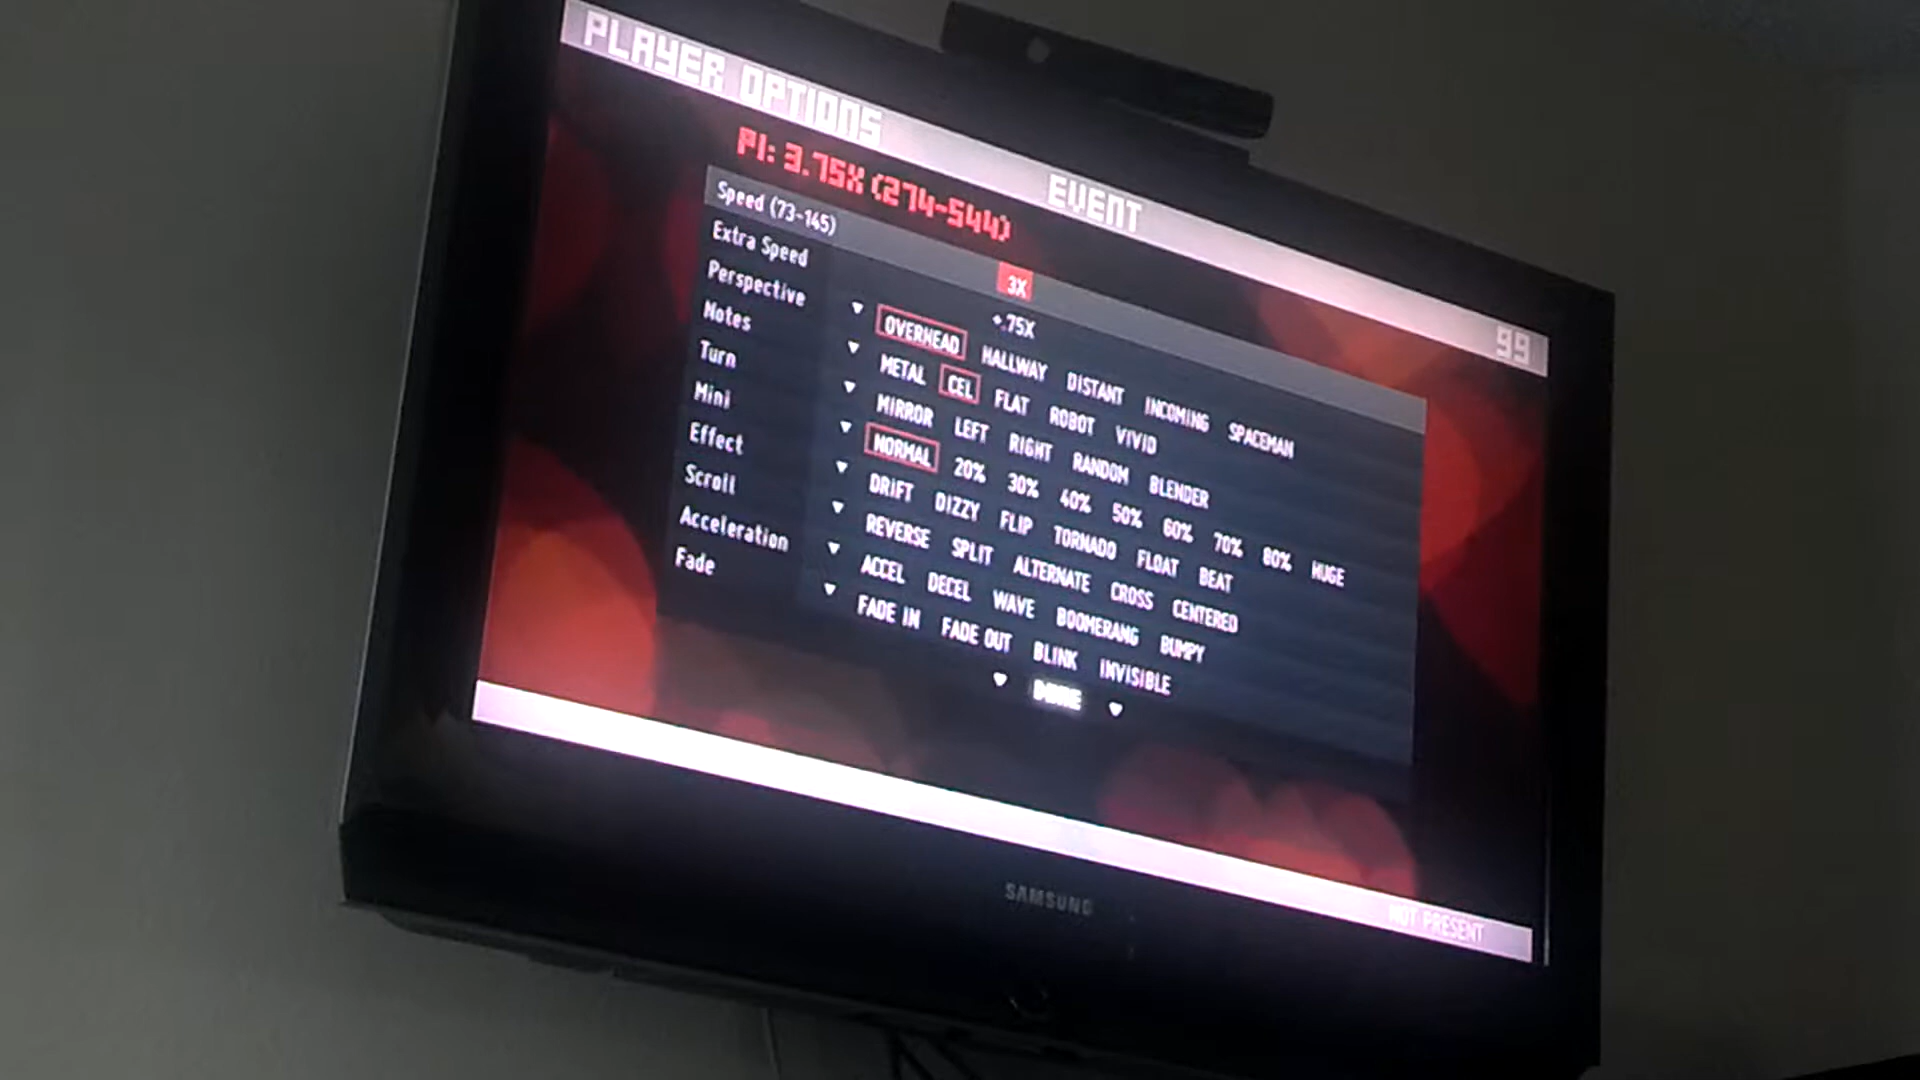 PLAYER OPTIONS
EVENT
99
P1: 3.75X (274-544)
Speed (73-145)
3X
Extra Speed
+.75X
Perspective
OVERHEAD HALLWAY DISTANT INCOMING SPACEMAN
Notes
METAL CEL FLAT ROBOT VIVID
Turn
MIRROR LEFT RIGHT RANDOM BLENDER
Mini
NORMAL 20% 30% 40% 50% 60% 70% 80% HUGE
Effect
DRIFT DIZZY FLIP TORNADO FLOAT BEAT
Scroll
REVERSE SPLIT ALTERNATE CROSS CENTERED
Acceleration
ACCEL DECEL WAVE BOOMERANG BUMPY
Fade
FADE IN FADE OUT BLINK INVISIBLE
NOT PRESENT
SAMSUNG